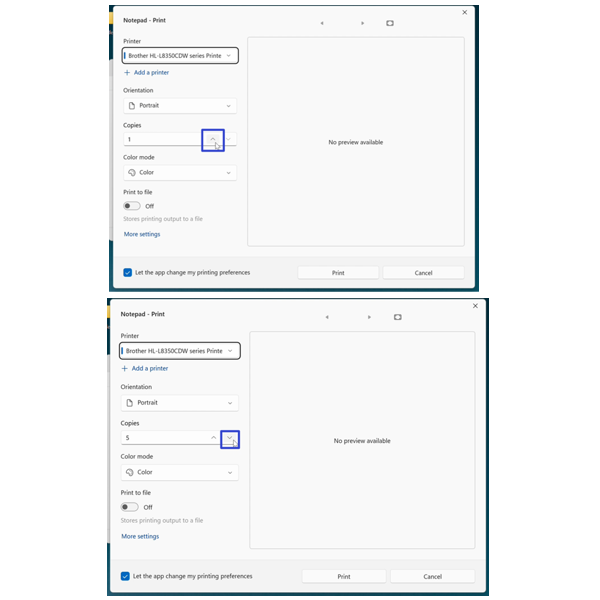 Notepad - Print
Printer
Brother HL-L8350CDW series Printe
Add a printer
Orientation
Portrait
Copies
1
Color mode
Color
Print to file
Off
Stores printing output to a file
More settings
No preview available
Let the app change my printing preferences
Print
Cancel
Notepad - Print
Printer
Brother HL-L8350CDW series Printe
Add a printer
Orientation
Portrait
Copies
5
Color mode
Color
Print to file
Off
Stores printing output to a file
More settings
No preview available
Let the app change my printing preferences
Print
Cancel